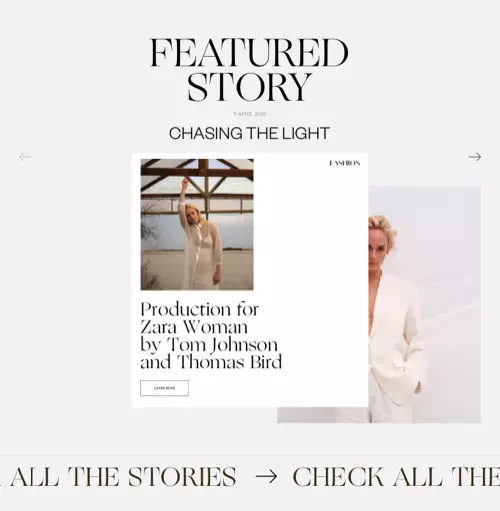 FEATURED
STORY
11 APRIL 2020
CHASING THE LIGHT
FASHION
Production for
Zara Woman
by Tom Johnson
and Thomas Bird
LEARN MORE
ALL THE STORIES → CHECK ALL THE